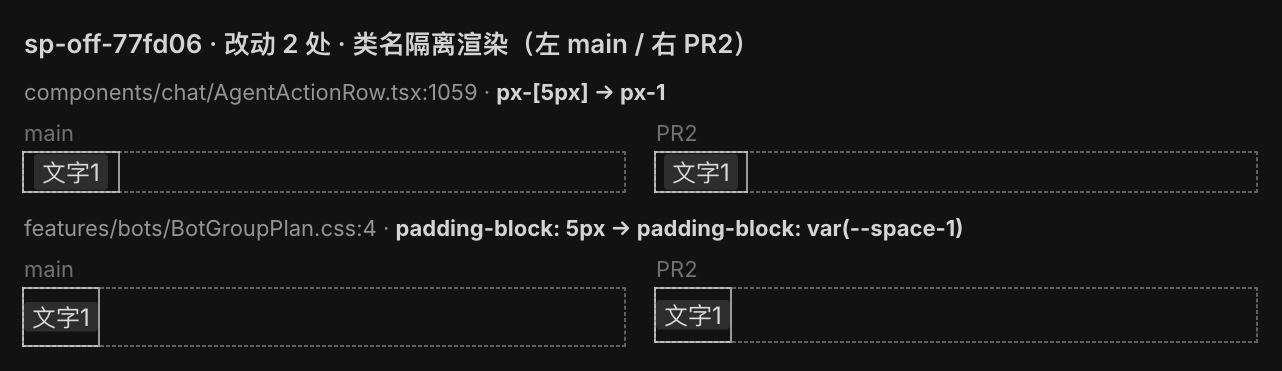 sp-off-77fd06 · 改动 2 处 · 类名隔离渲染（左 main / 右 PR2）
components/chat/AgentActionRow.tsx:1059 · px-[5px] → px-1
main PR2
文字1 文字1
features/bots/BotGroupPlan.css:4 · padding-block: 5px → padding-block: var(--space-1)
main PR2
文字1 文字1